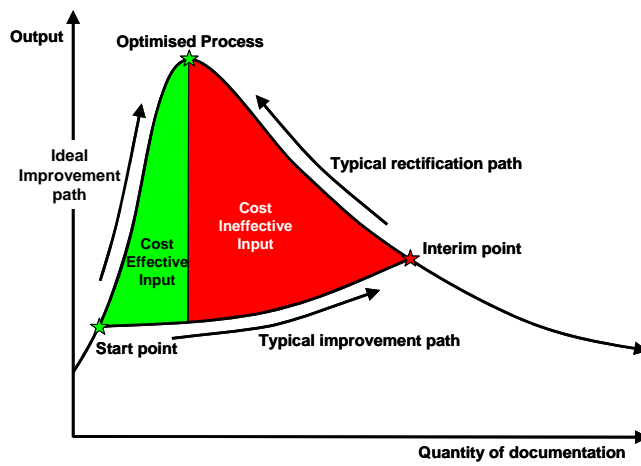 Output
Optimised Process
Ideal
Improvement
path
Typical rectification path
Cost
Ineffective
Input
Cost
Effective
Input
Interim point
Start point
Typical improvement path
Quantity of documentation